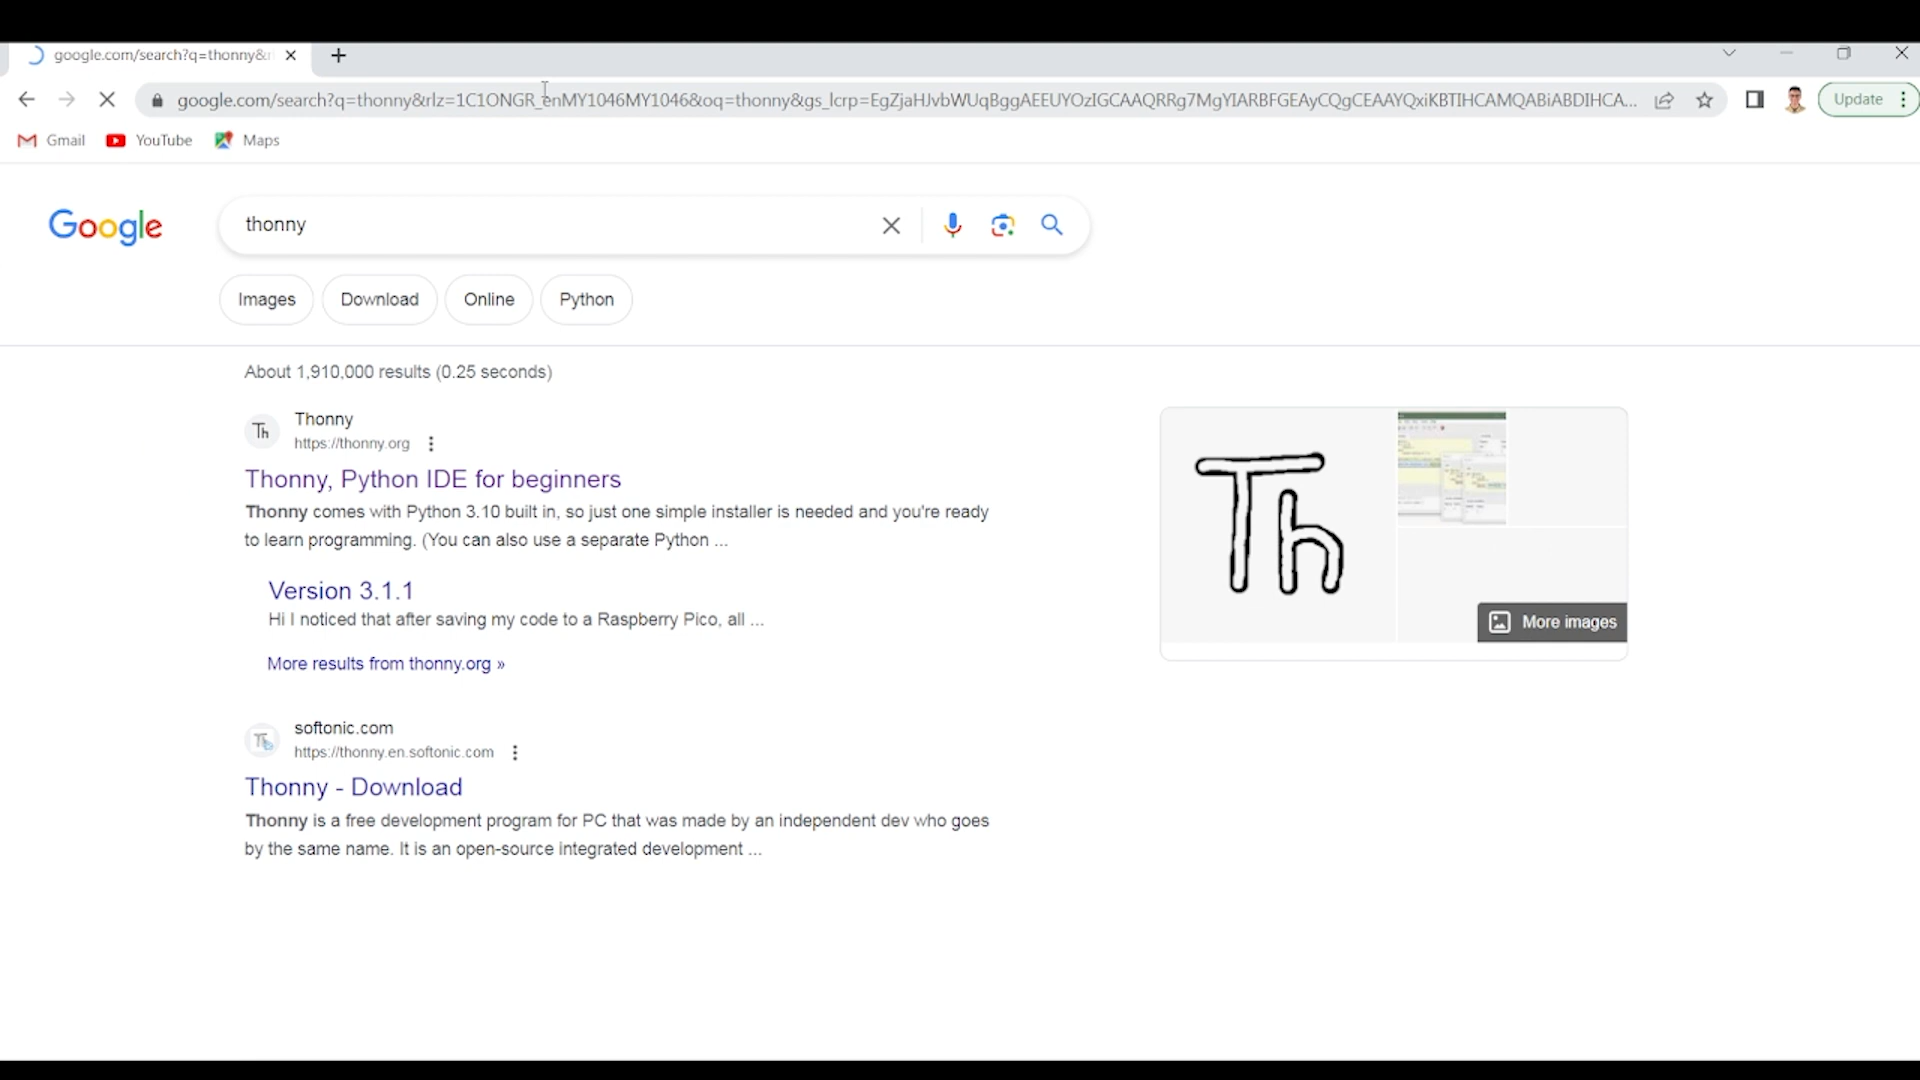 google.com/search?q=thonny&r
google.com/search?q=thonny&rlz=1C1ONGR_enMY1046MY1046&oq=thonny&gs_lcrp=EgZjaHJvbWUqBggAEEUYOzIGCAAQRRg7MgYIARBFGEAyCQgCEAAYQxiKBTIHCAMQABiABDIHCA...
Update
Gmail
YouTube
Maps
Google
thonny
Images
Download
Online
Python
About 1,910,000 results (0.25 seconds)
Th
Thonny
https://thonny.org
Thonny, Python IDE for beginners
Thonny comes with Python 3.10 built in, so just one simple installer is needed and you're ready
to learn programming. (You can also use a separate Python ...
Version 3.1.1
Hi I noticed that after saving my code to a Raspberry Pico, all ...
More results from thonny.org »
Th
More images
Th
softonic.com
https://thonny.en.softonic.com
Thonny - Download
Thonny is a free development program for PC that was made by an independent dev who goes
by the same name. It is an open-source integrated development ...